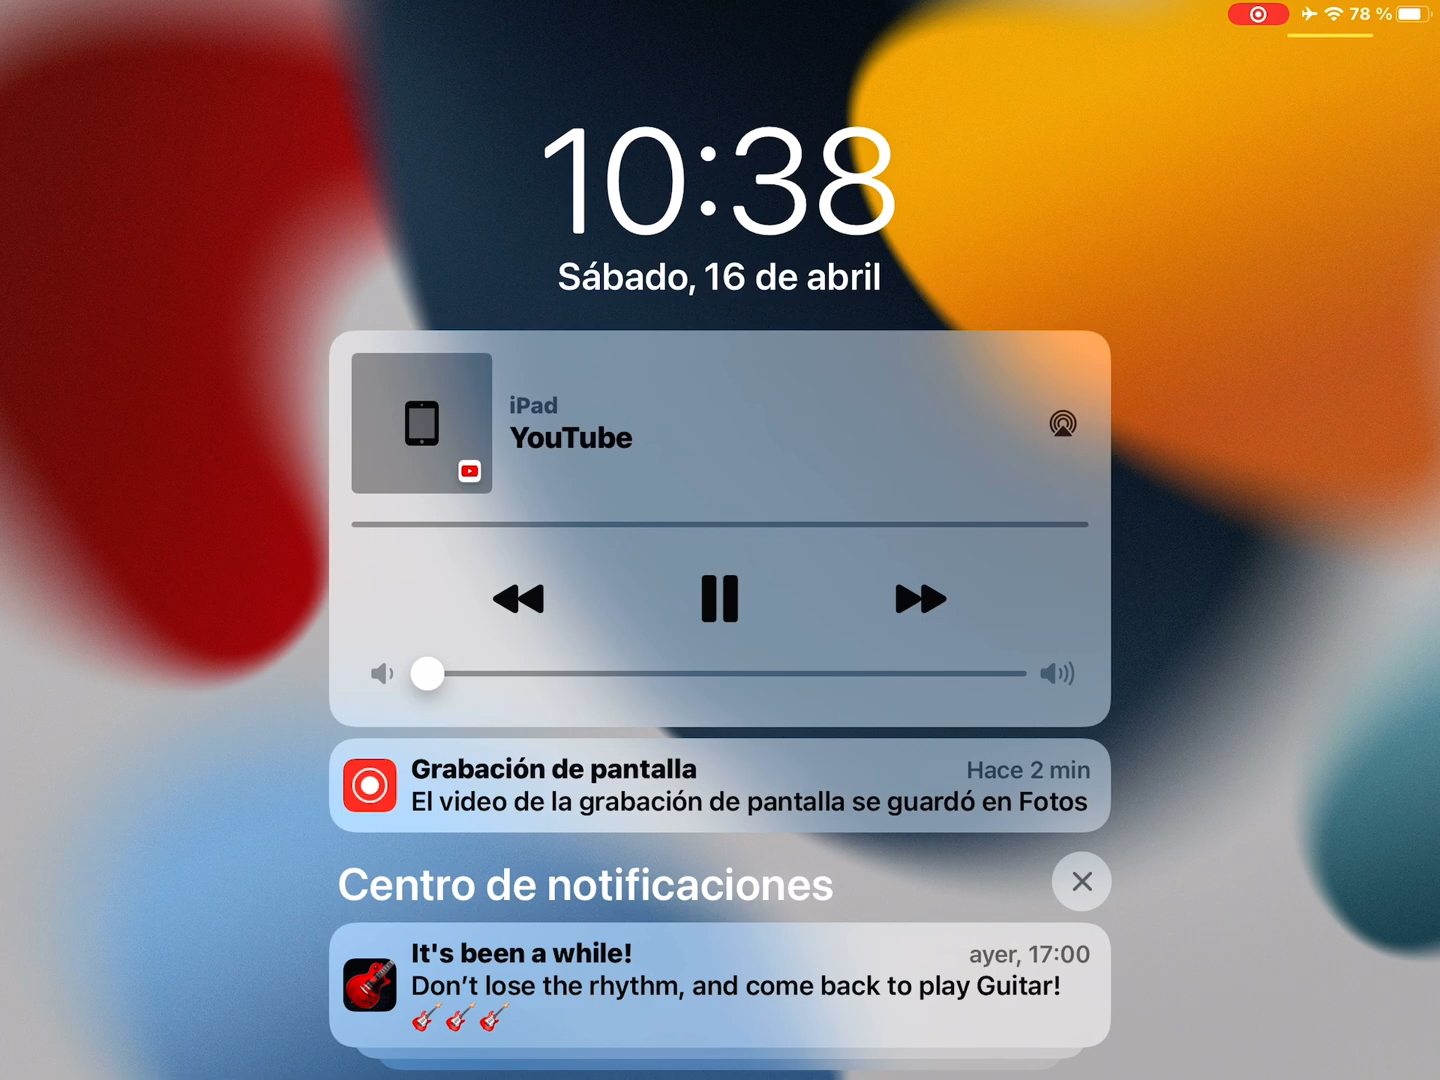 78 %
10:38
Sábado, 16 de abril
iPad
YouTube
Grabación de pantalla
Hace 2 min
El video de la grabación de pantalla se guardó en Fotos
Centro de notificaciones
It's been a while!
ayer, 17:00
Don’t lose the rhythm, and come back to play Guitar!
🎸 🎸 🎸